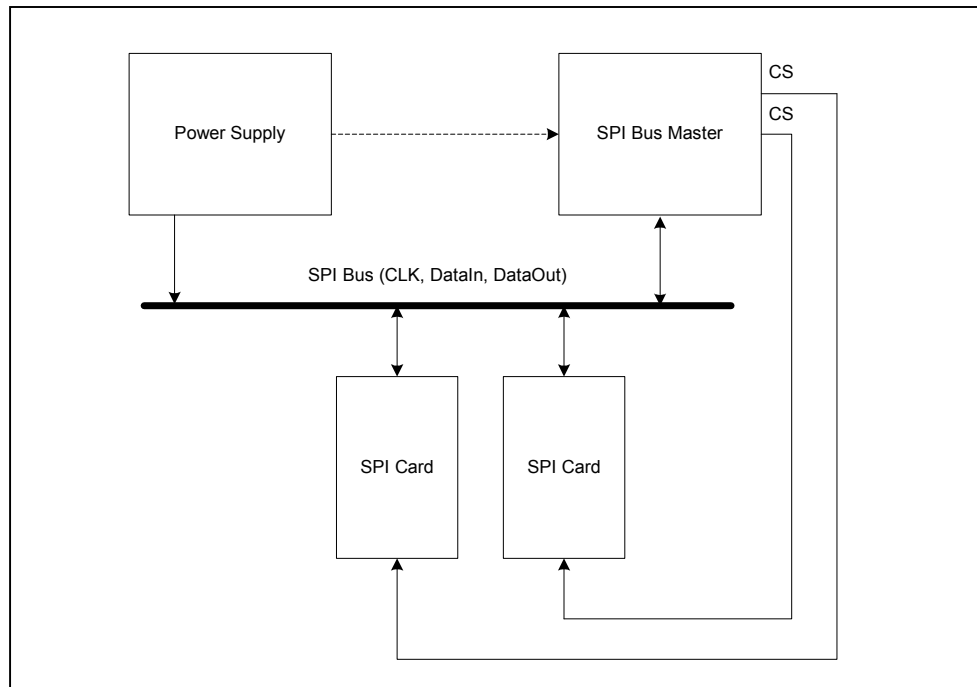 CS
CS
Power Supply
SPI Bus Master
SPI Bus (CLK, DataIn, DataOut)
SPI Card
SPI Card